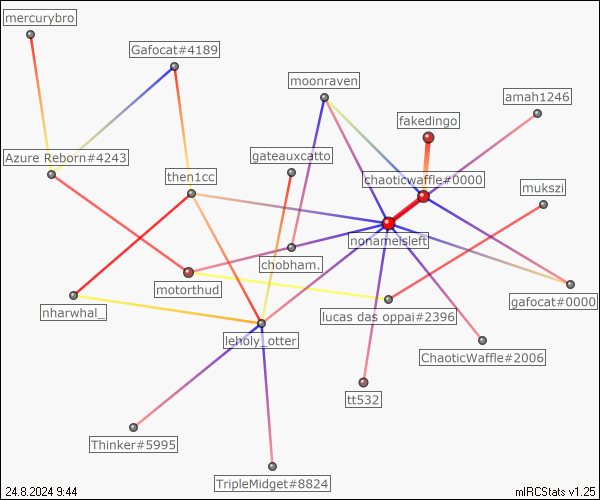 mercurybro
Gafocat#4189
moonraven
amah1246
fakedingo
Azure Reborn#4243
gateauxcatto
then1cc
chaoticwaffle#0000
mukszi
nonameisleft
chobham.
motorthud
gafocat#0000
nharwhal_
lucas das oppai#2396
leholy_otter
ChaoticWaffle#2006
tt532
Thinker#5995
TripleMidget#8824
24.8.2024 9:44
mIRCStats v1.25